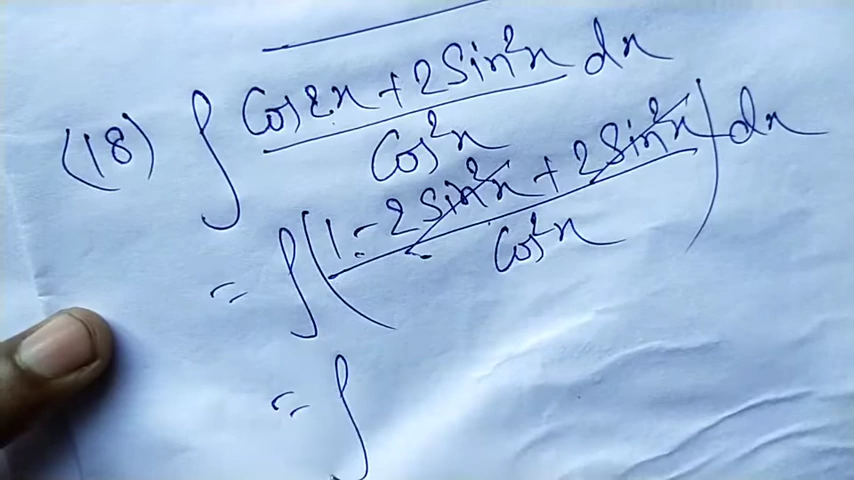 (18) ∫ Cos2x + 2Sin²x / Cos²x dx
= ∫ (1 - 2Sin²x + 2Sin²x / Cos²x) dx
= ∫